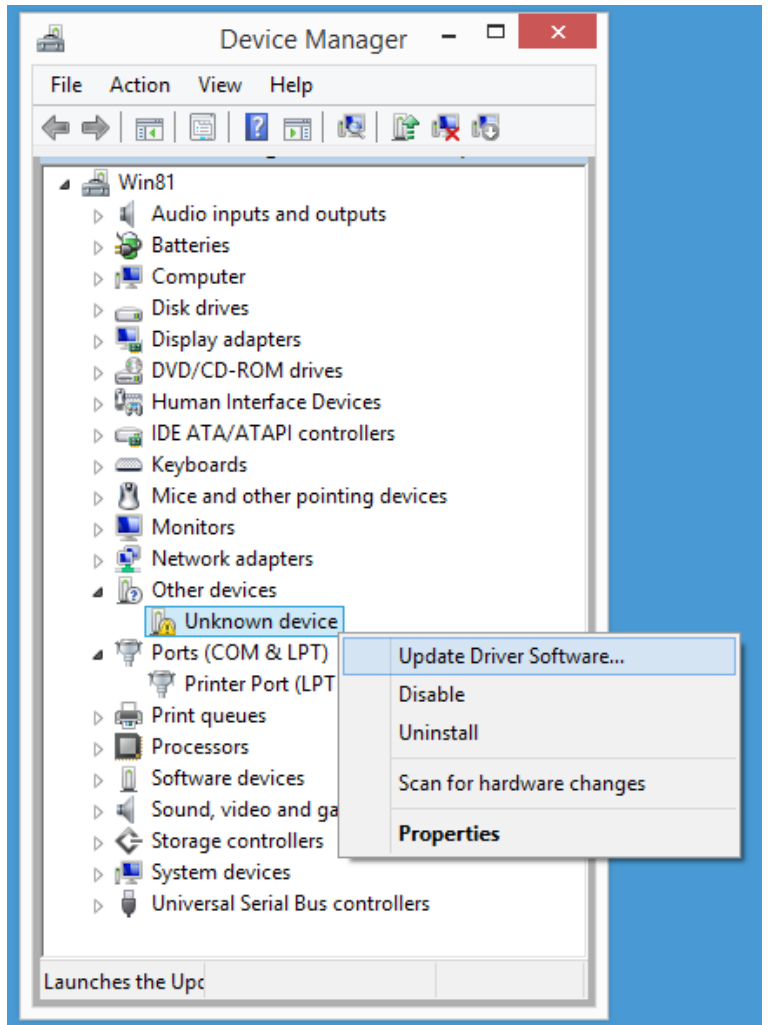 Device Manager
File Action View Help
Win81
Audio inputs and outputs
Batteries
Computer
Disk drives
Display adapters
DVD/CD-ROM drives
Human Interface Devices
IDE ATA/ATAPI controllers
Keyboards
Mice and other pointing devices
Monitors
Network adapters
Other devices
Unknown device
Ports (COM & LPT)
Printer Port (LPT
Print queues
Processors
Software devices
Sound, video and ga
Storage controllers
System devices
Universal Serial Bus controllers
Update Driver Software...
Disable
Uninstall
Scan for hardware changes
Properties
Launches the Upd